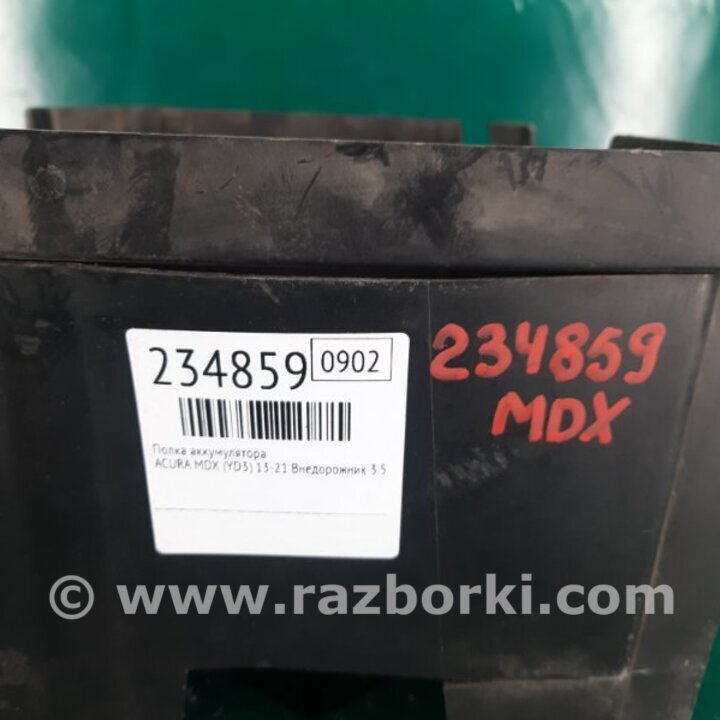 234859 0902
Полка аккумулятора
ACURA MDX (YD3) 13-21 Внедорожник 3.5
234859
MDX
© www.razborki.com